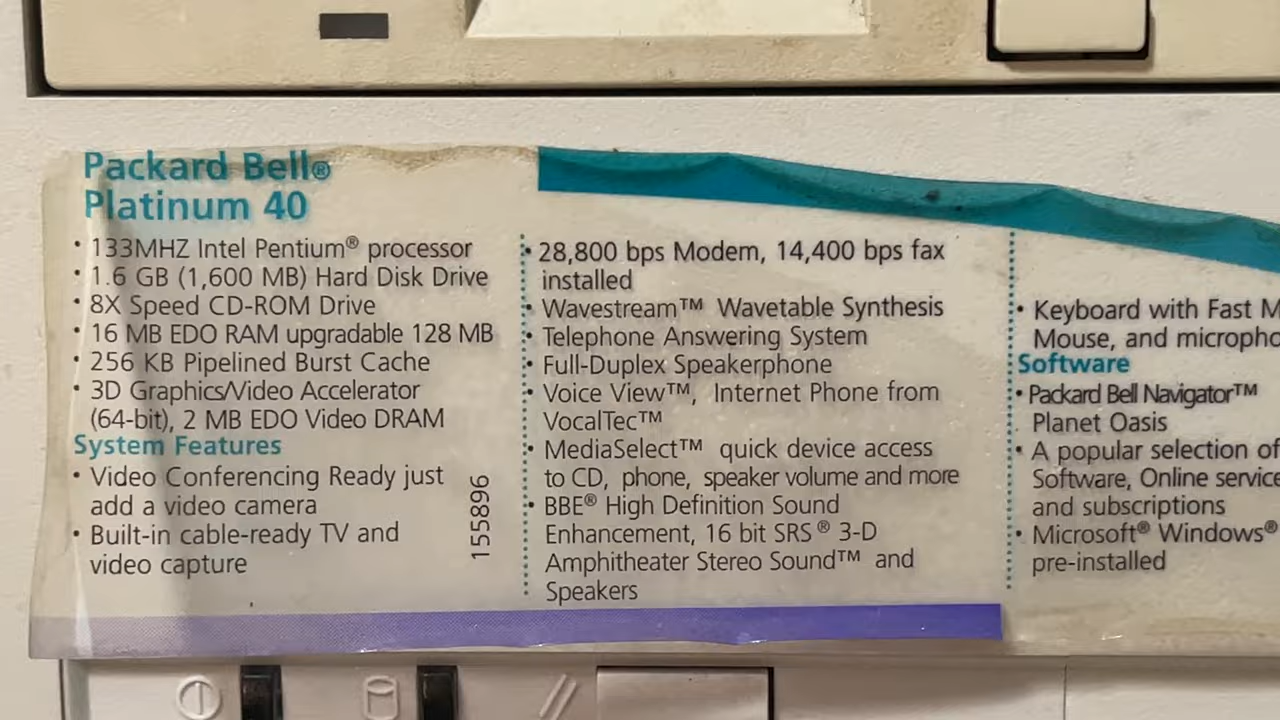 Packard Bell®
Platinum 40
• 133MHZ Intel Pentium® processor
• 1.6 GB (1,600 MB) Hard Disk Drive
• 8X Speed CD-ROM Drive
• 16 MB EDO RAM upgradable 128 MB
• 256 KB Pipelined Burst Cache
• 3D Graphics/Video Accelerator
(64-bit), 2 MB EDO Video DRAM
System Features
• Video Conferencing Ready just
add a video camera
• Built-in cable-ready TV and
video capture
155896
• 28,800 bps Modem, 14,400 bps fax
installed
• Wavestream™ Wavetable Synthesis
• Telephone Answering System
• Full-Duplex Speakerphone
• Voice View™, Internet Phone from
VocalTec™
• MediaSelect™ quick device access
to CD, phone, speaker volume and more
• BBE® High Definition Sound
Enhancement, 16 bit SRS® 3-D
Amphitheater Stereo Sound™ and
Speakers
• Keyboard with Fast M
Mouse, and micropho
Software
• Packard Bell Navigator™
Planet Oasis
• A popular selection of
Software, Online service
and subscriptions
• Microsoft® Windows®
pre-installed